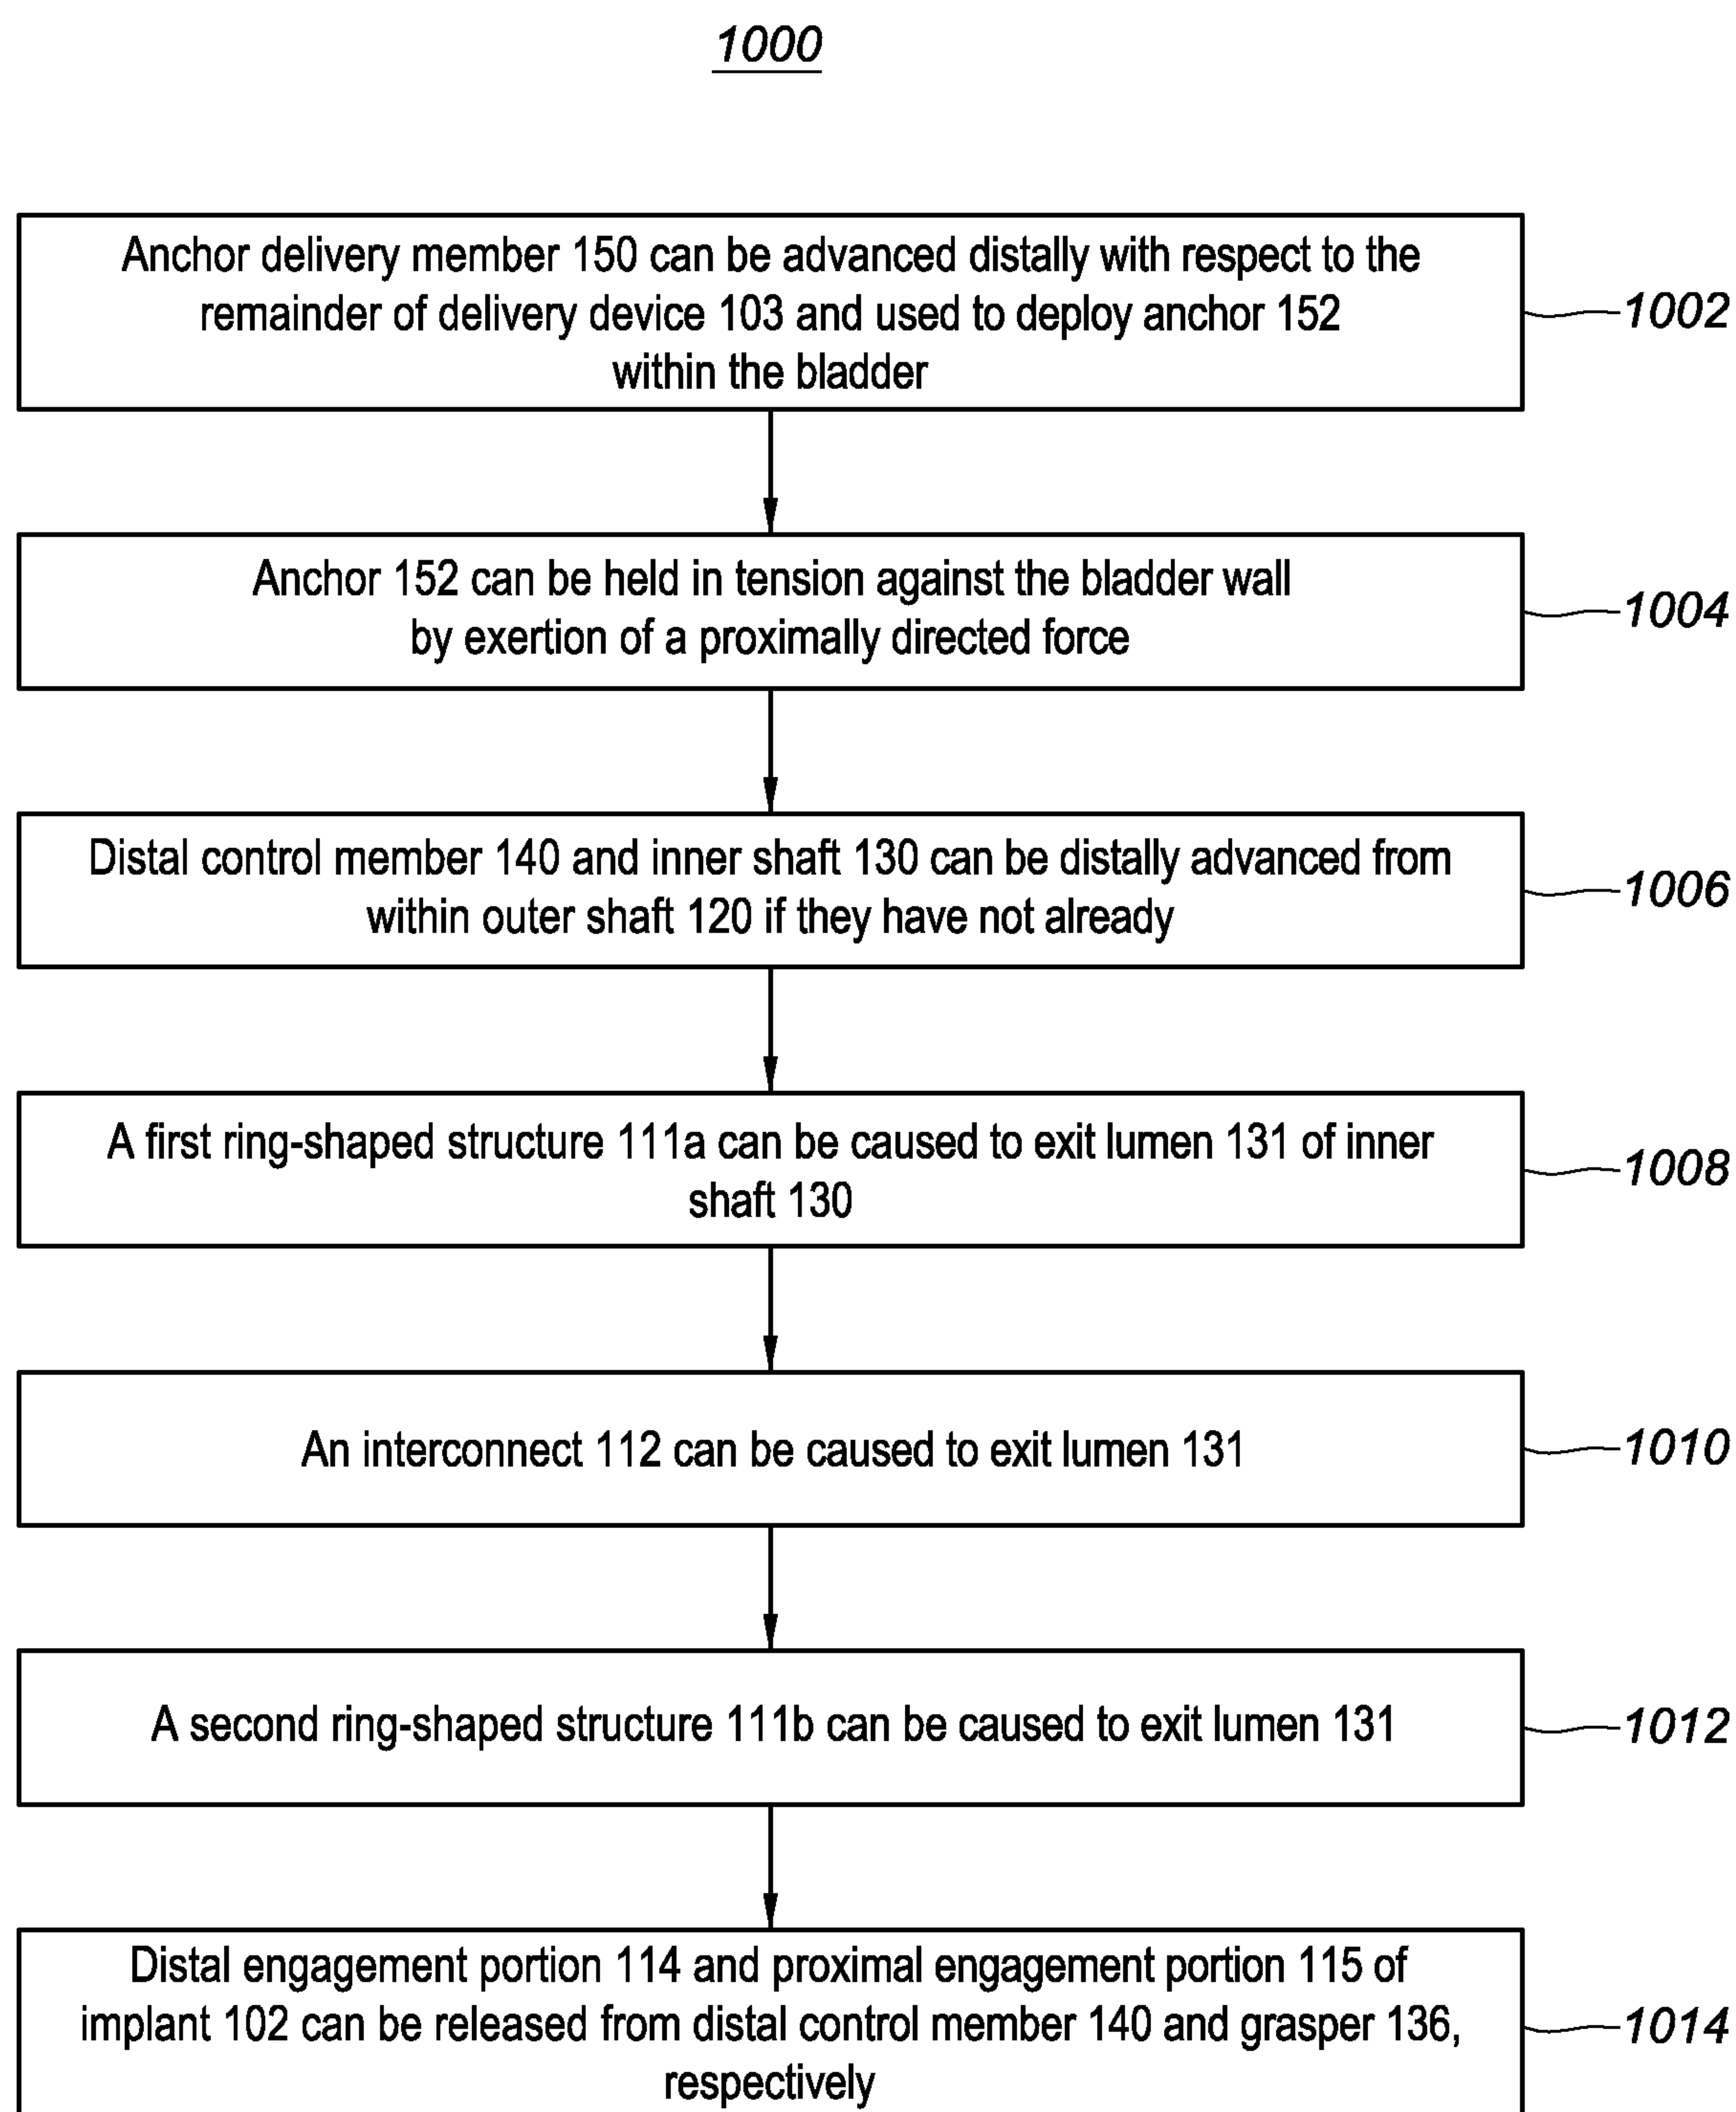 1000
Anchor delivery member 150 can be advanced distally with respect to the
remainder of delivery device 103 and used to deploy anchor 152
within the bladder
1002
Anchor 152 can be held in tension against the bladder wall
by exertion of a proximally directed force
1004
Distal control member 140 and inner shaft 130 can be distally advanced from
within outer shaft 120 if they have not already
1006
A first ring-shaped structure 111a can be caused to exit lumen 131 of inner
shaft 130
1008
An interconnect 112 can be caused to exit lumen 131
1010
A second ring-shaped structure 111b can be caused to exit lumen 131
1012
Distal engagement portion 114 and proximal engagement portion 115 of
implant 102 can be released from distal control member 140 and grasper 136,
respectively
1014